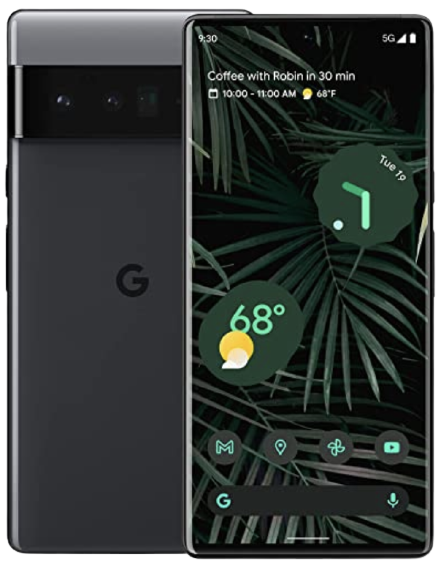 9:30
5G
Coffee with Robin in 30 min
10:00 - 11:00 AM 68°F
Tue 19
68°
G
G